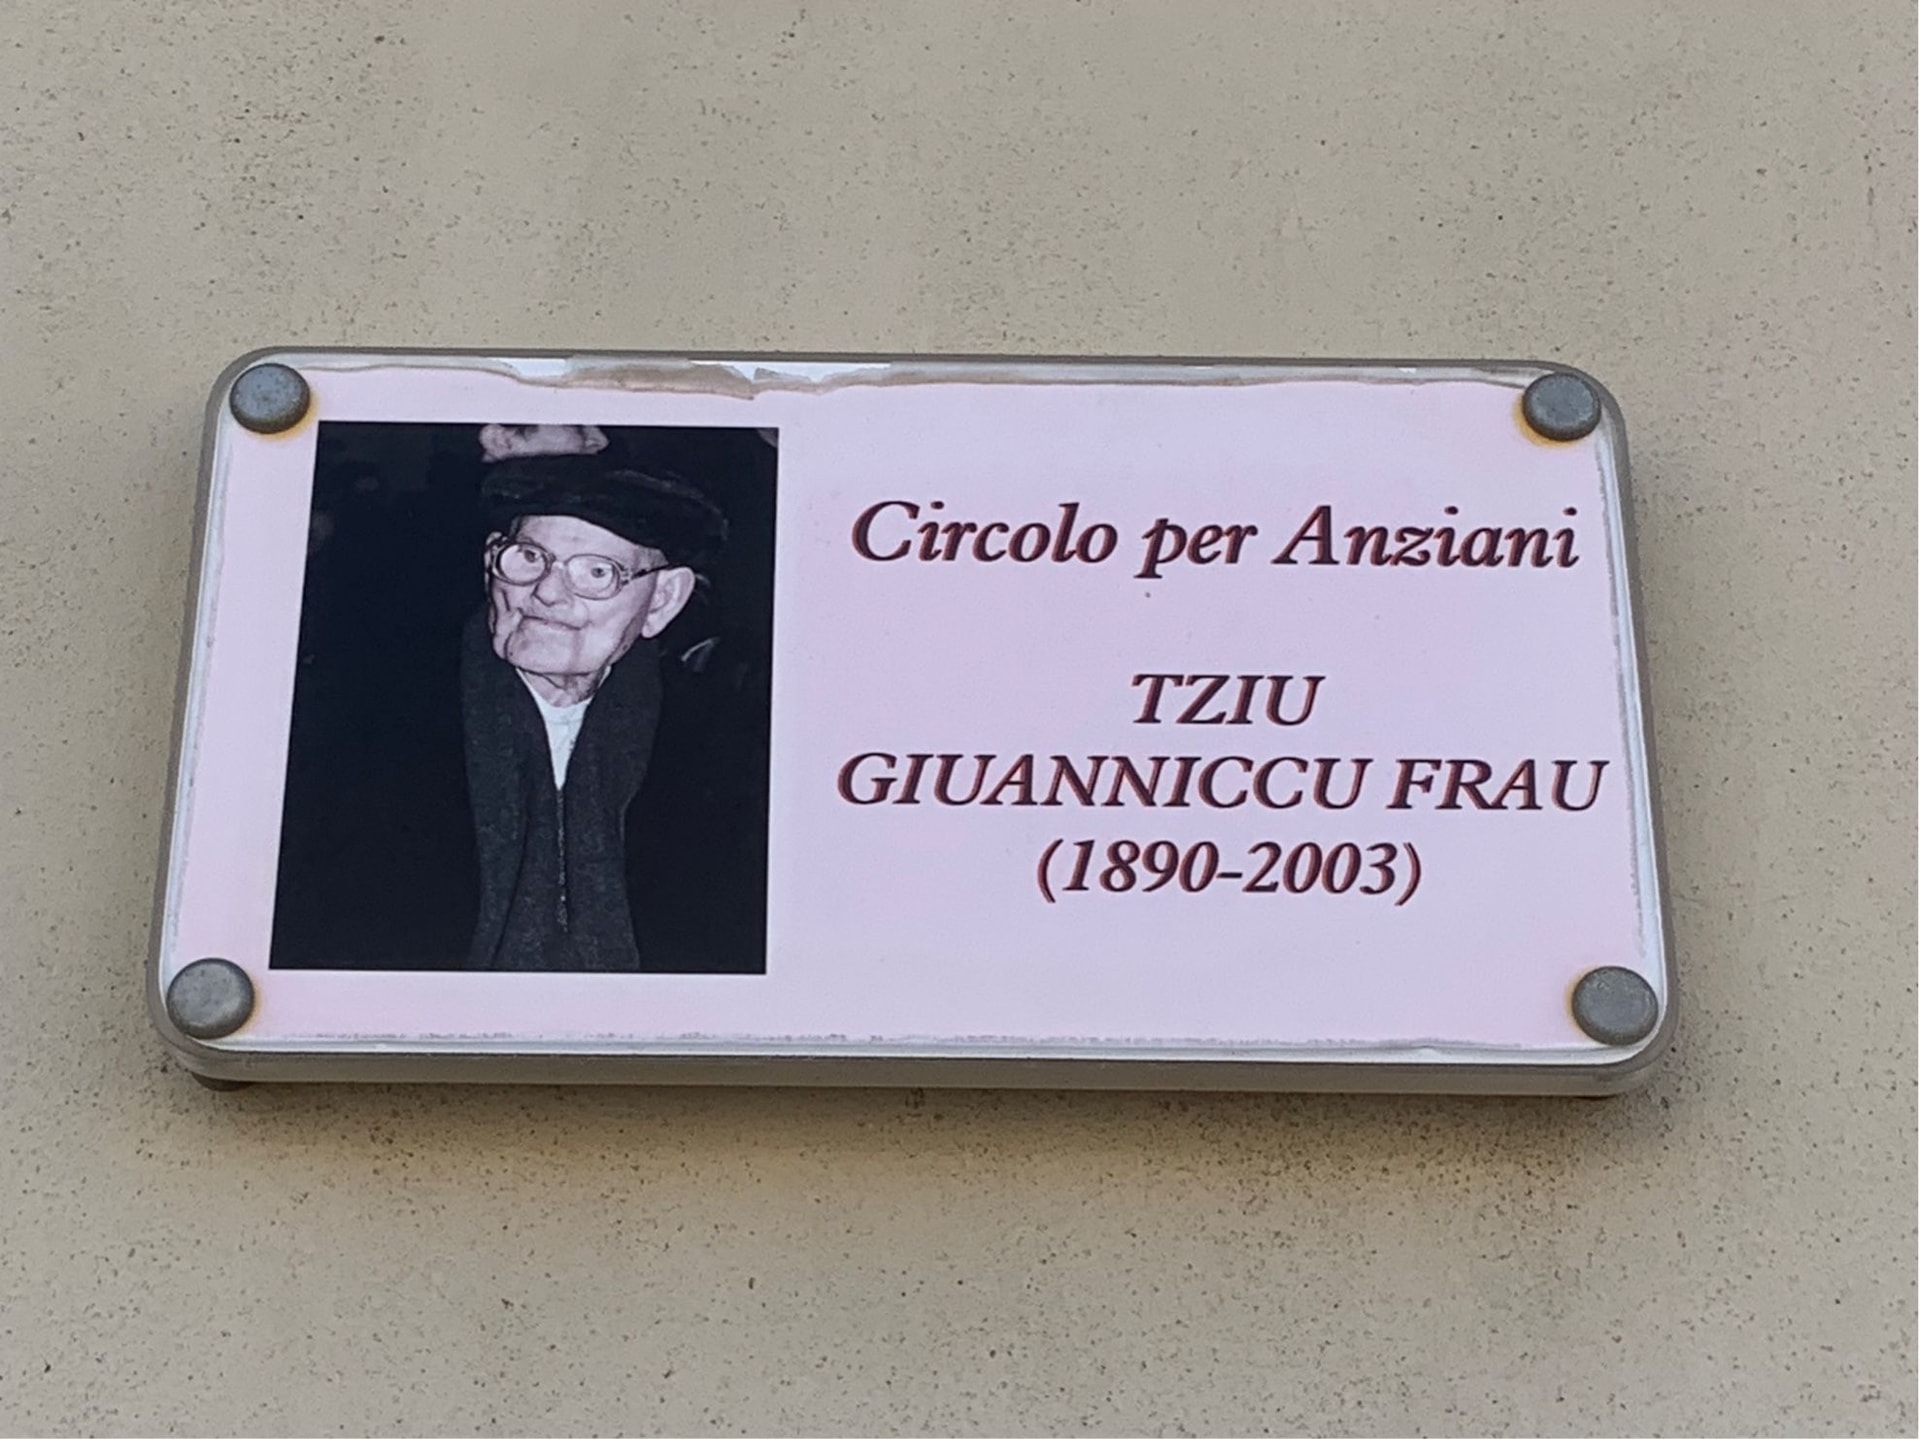 Circolo per Anziani
TZIU
GIUANNICCU FRAU
(1890-2003)